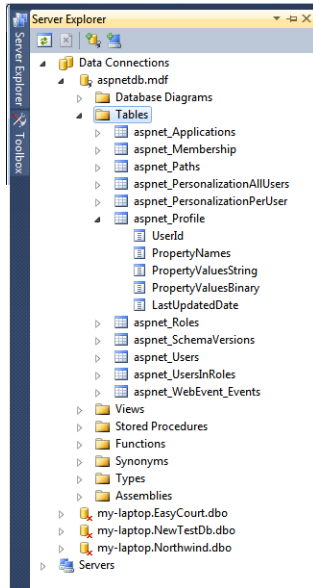 Server Explorer
Server Explorer
Toolbox
Data Connections
aspnetdb.mdf
Database Diagrams
Tables
aspnet_Applications
aspnet_Membership
aspnet_Paths
aspnet_PersonalizationAllUsers
aspnet_PersonalizationPerUser
aspnet_Profile
UserId
PropertyNames
PropertyValuesString
PropertyValuesBinary
LastUpdatedDate
aspnet_Roles
aspnet_SchemaVersions
aspnet_Users
aspnet_UsersInRoles
aspnet_WebEvent_Events
Views
Stored Procedures
Functions
Synonyms
Types
Assemblies
my-laptop.EasyCourt.dbo
my-laptop.NewTestDb.dbo
my-laptop.Northwind.dbo
Servers